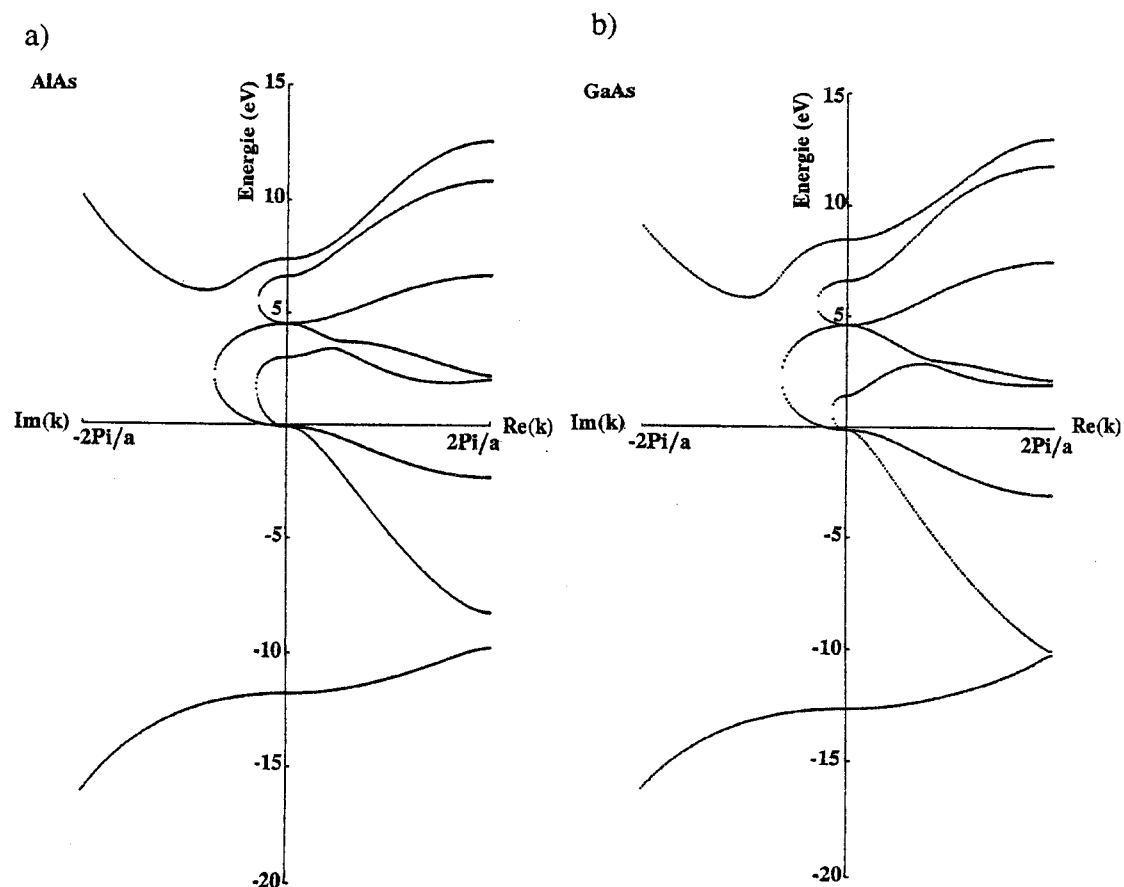 a)
AlAs
Energie (eV)
15
10
5
Im(k)
-2Pi/a
2Pi/a
Re(k)
-5
-10
-15
-20
b)
GaAs
Energie (eV)
15
10
5
Im(k)
-2Pi/a
2Pi/a
Re(k)
-5
-10
-15
-20